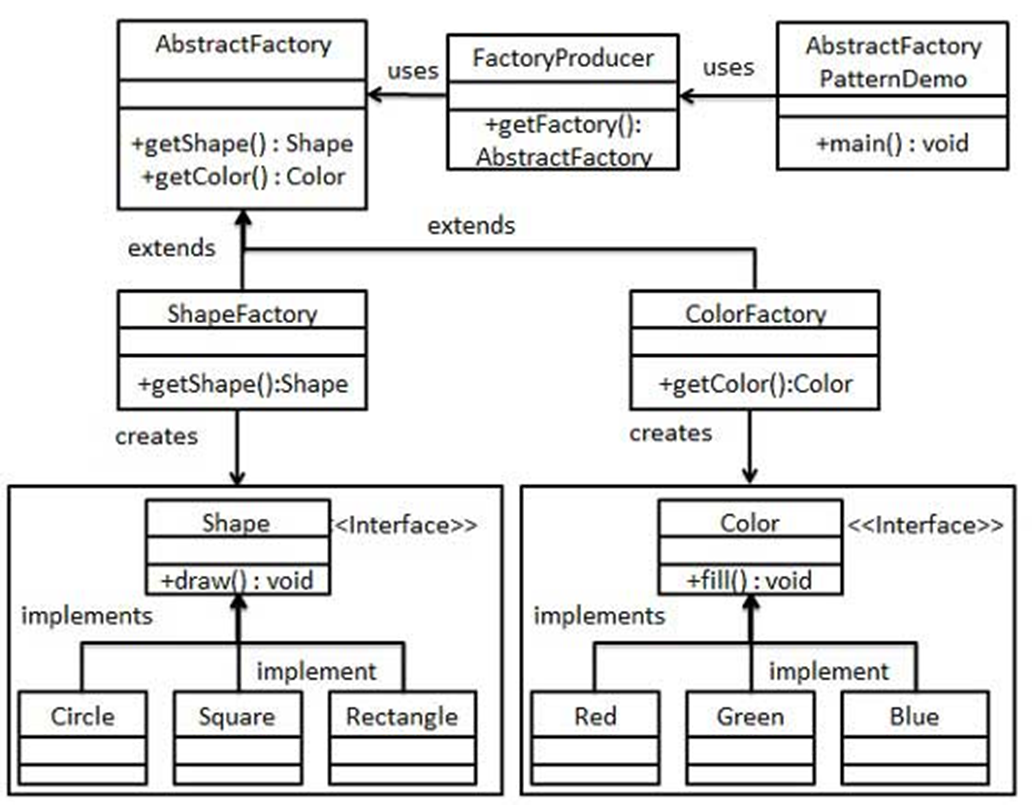 AbstractFactory
+getShape() : Shape
+getColor() : Color
uses
FactoryProducer
+getFactory():
AbstractFactory
uses
AbstractFactory
PatternDemo
+main() : void
extends
extends
ShapeFactory
+getShape():Shape
ColorFactory
+getColor():Color
creates
creates
Shape
<<Interface>>
+draw() : void
implements
implement
Circle
Square
Rectangle
Color
<<Interface>>
+fill() : void
implements
implement
Red
Green
Blue